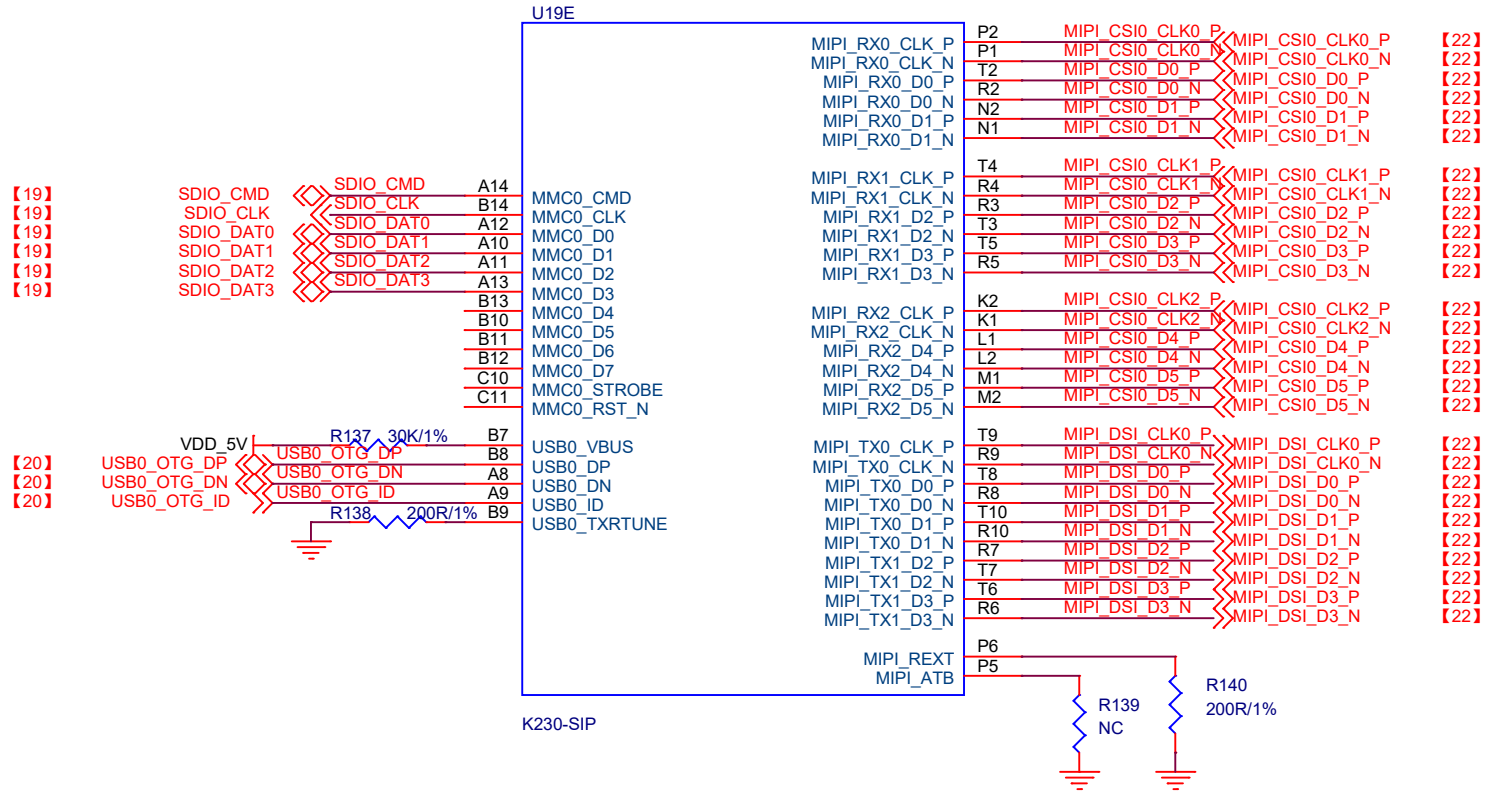 U19E
P2 MIPI_CSI0_CLK0_P
MIPI_RX0_CLK_P MIPI_CSI0_CLK0_P 【22】
P1 MIPI_CSI0_CLK0_N
MIPI_RX0_CLK_N MIPI_CSI0_CLK0_N 【22】
T2 MIPI_CSI0_D0_P
MIPI_RX0_D0_P MIPI_CSI0_D0_P 【22】
R2 MIPI_CSI0_D0_N
MIPI_RX0_D0_N MIPI_CSI0_D0_N 【22】
N2 MIPI_CSI0_D1_P
MIPI_RX0_D1_P MIPI_CSI0_D1_P 【22】
N1 MIPI_CSI0_D1_N
MIPI_RX0_D1_N MIPI_CSI0_D1_N 【22】
T4 MIPI_CSI0_CLK1_P
MIPI_RX1_CLK_P MIPI_CSI0_CLK1_P 【22】
R4 MIPI_CSI0_CLK1_N
MIPI_RX1_CLK_N MIPI_CSI0_CLK1_N 【22】
R3 MIPI_CSI0_D2_P
MIPI_RX1_D2_P MIPI_CSI0_D2_P 【22】
T3 MIPI_CSI0_D2_N
MIPI_RX1_D2_N MIPI_CSI0_D2_N 【22】
T5 MIPI_CSI0_D3_P
MIPI_RX1_D3_P MIPI_CSI0_D3_P 【22】
R5 MIPI_CSI0_D3_N
MIPI_RX1_D3_N MIPI_CSI0_D3_N 【22】
K2 MIPI_CSI0_CLK2_P
MIPI_RX2_CLK_P MIPI_CSI0_CLK2_P 【22】
K1 MIPI_CSI0_CLK2_N
MIPI_RX2_CLK_N MIPI_CSI0_CLK2_N 【22】
L1 MIPI_CSI0_D4_P
MIPI_RX2_D4_P MIPI_CSI0_D4_P 【22】
L2 MIPI_CSI0_D4_N
MIPI_RX2_D4_N MIPI_CSI0_D4_N 【22】
M1 MIPI_CSI0_D5_P
MIPI_RX2_D5_P MIPI_CSI0_D5_P 【22】
M2 MIPI_CSI0_D5_N
MIPI_RX2_D5_N MIPI_CSI0_D5_N 【22】
T9 MIPI_DSI_CLK0_P
MIPI_TX0_CLK_P MIPI_DSI_CLK0_P 【22】
R9 MIPI_DSI_CLK0_N
MIPI_TX0_CLK_N MIPI_DSI_CLK0_N 【22】
T8 MIPI_DSI_D0_P
MIPI_TX0_D0_P MIPI_DSI_D0_P 【22】
R8 MIPI_DSI_D0_N
MIPI_TX0_D0_N MIPI_DSI_D0_N 【22】
T10 MIPI_DSI_D1_P
MIPI_TX0_D1_P MIPI_DSI_D1_P 【22】
R10 MIPI_DSI_D1_N
MIPI_TX0_D1_N MIPI_DSI_D1_N 【22】
R7 MIPI_DSI_D2_P
MIPI_TX1_D2_P MIPI_DSI_D2_P 【22】
T7 MIPI_DSI_D2_N
MIPI_TX1_D2_N MIPI_DSI_D2_N 【22】
T6 MIPI_DSI_D3_P
MIPI_TX1_D3_P MIPI_DSI_D3_P 【22】
R6 MIPI_DSI_D3_N
MIPI_TX1_D3_N MIPI_DSI_D3_N 【22】
MIPI_REXT P6
MIPI_ATB P5
【19】 SDIO_CMD SDIO_CMD A14 MMC0_CMD
【19】 SDIO_CLK SDIO_CLK B14 MMC0_CLK
【19】 SDIO_DAT0 SDIO_DAT0 A12 MMC0_D0
【19】 SDIO_DAT1 SDIO_DAT1 A10 MMC0_D1
【19】 SDIO_DAT2 SDIO_DAT2 A11 MMC0_D2
【19】 SDIO_DAT3 SDIO_DAT3 A13 MMC0_D3
B13 MMC0_D4
B10 MMC0_D5
B11 MMC0_D6
B12 MMC0_D7
C10 MMC0_STROBE
C11 MMC0_RST_N
VDD_5V R137 30K/1% B7 USB0_VBUS
【20】 USB0_OTG_DP USB0_OTG_DP B8 USB0_DP
【20】 USB0_OTG_DN USB0_OTG_DN A8 USB0_DN
【20】 USB0_OTG_ID USB0_OTG_ID A9 USB0_ID
R138 200R/1% B9 USB0_TXRTUNE
R139
NC
R140
200R/1%
K230-SIP